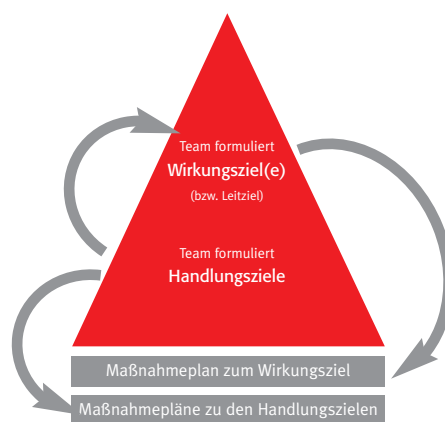 Team formuliert
Wirkungsziel(e)
(bzw. Leitziel)
Team formuliert
Handlungsziele
Maßnahmeplan zum Wirkungsziel
Maßnahmepläne zu den Handlungszielen